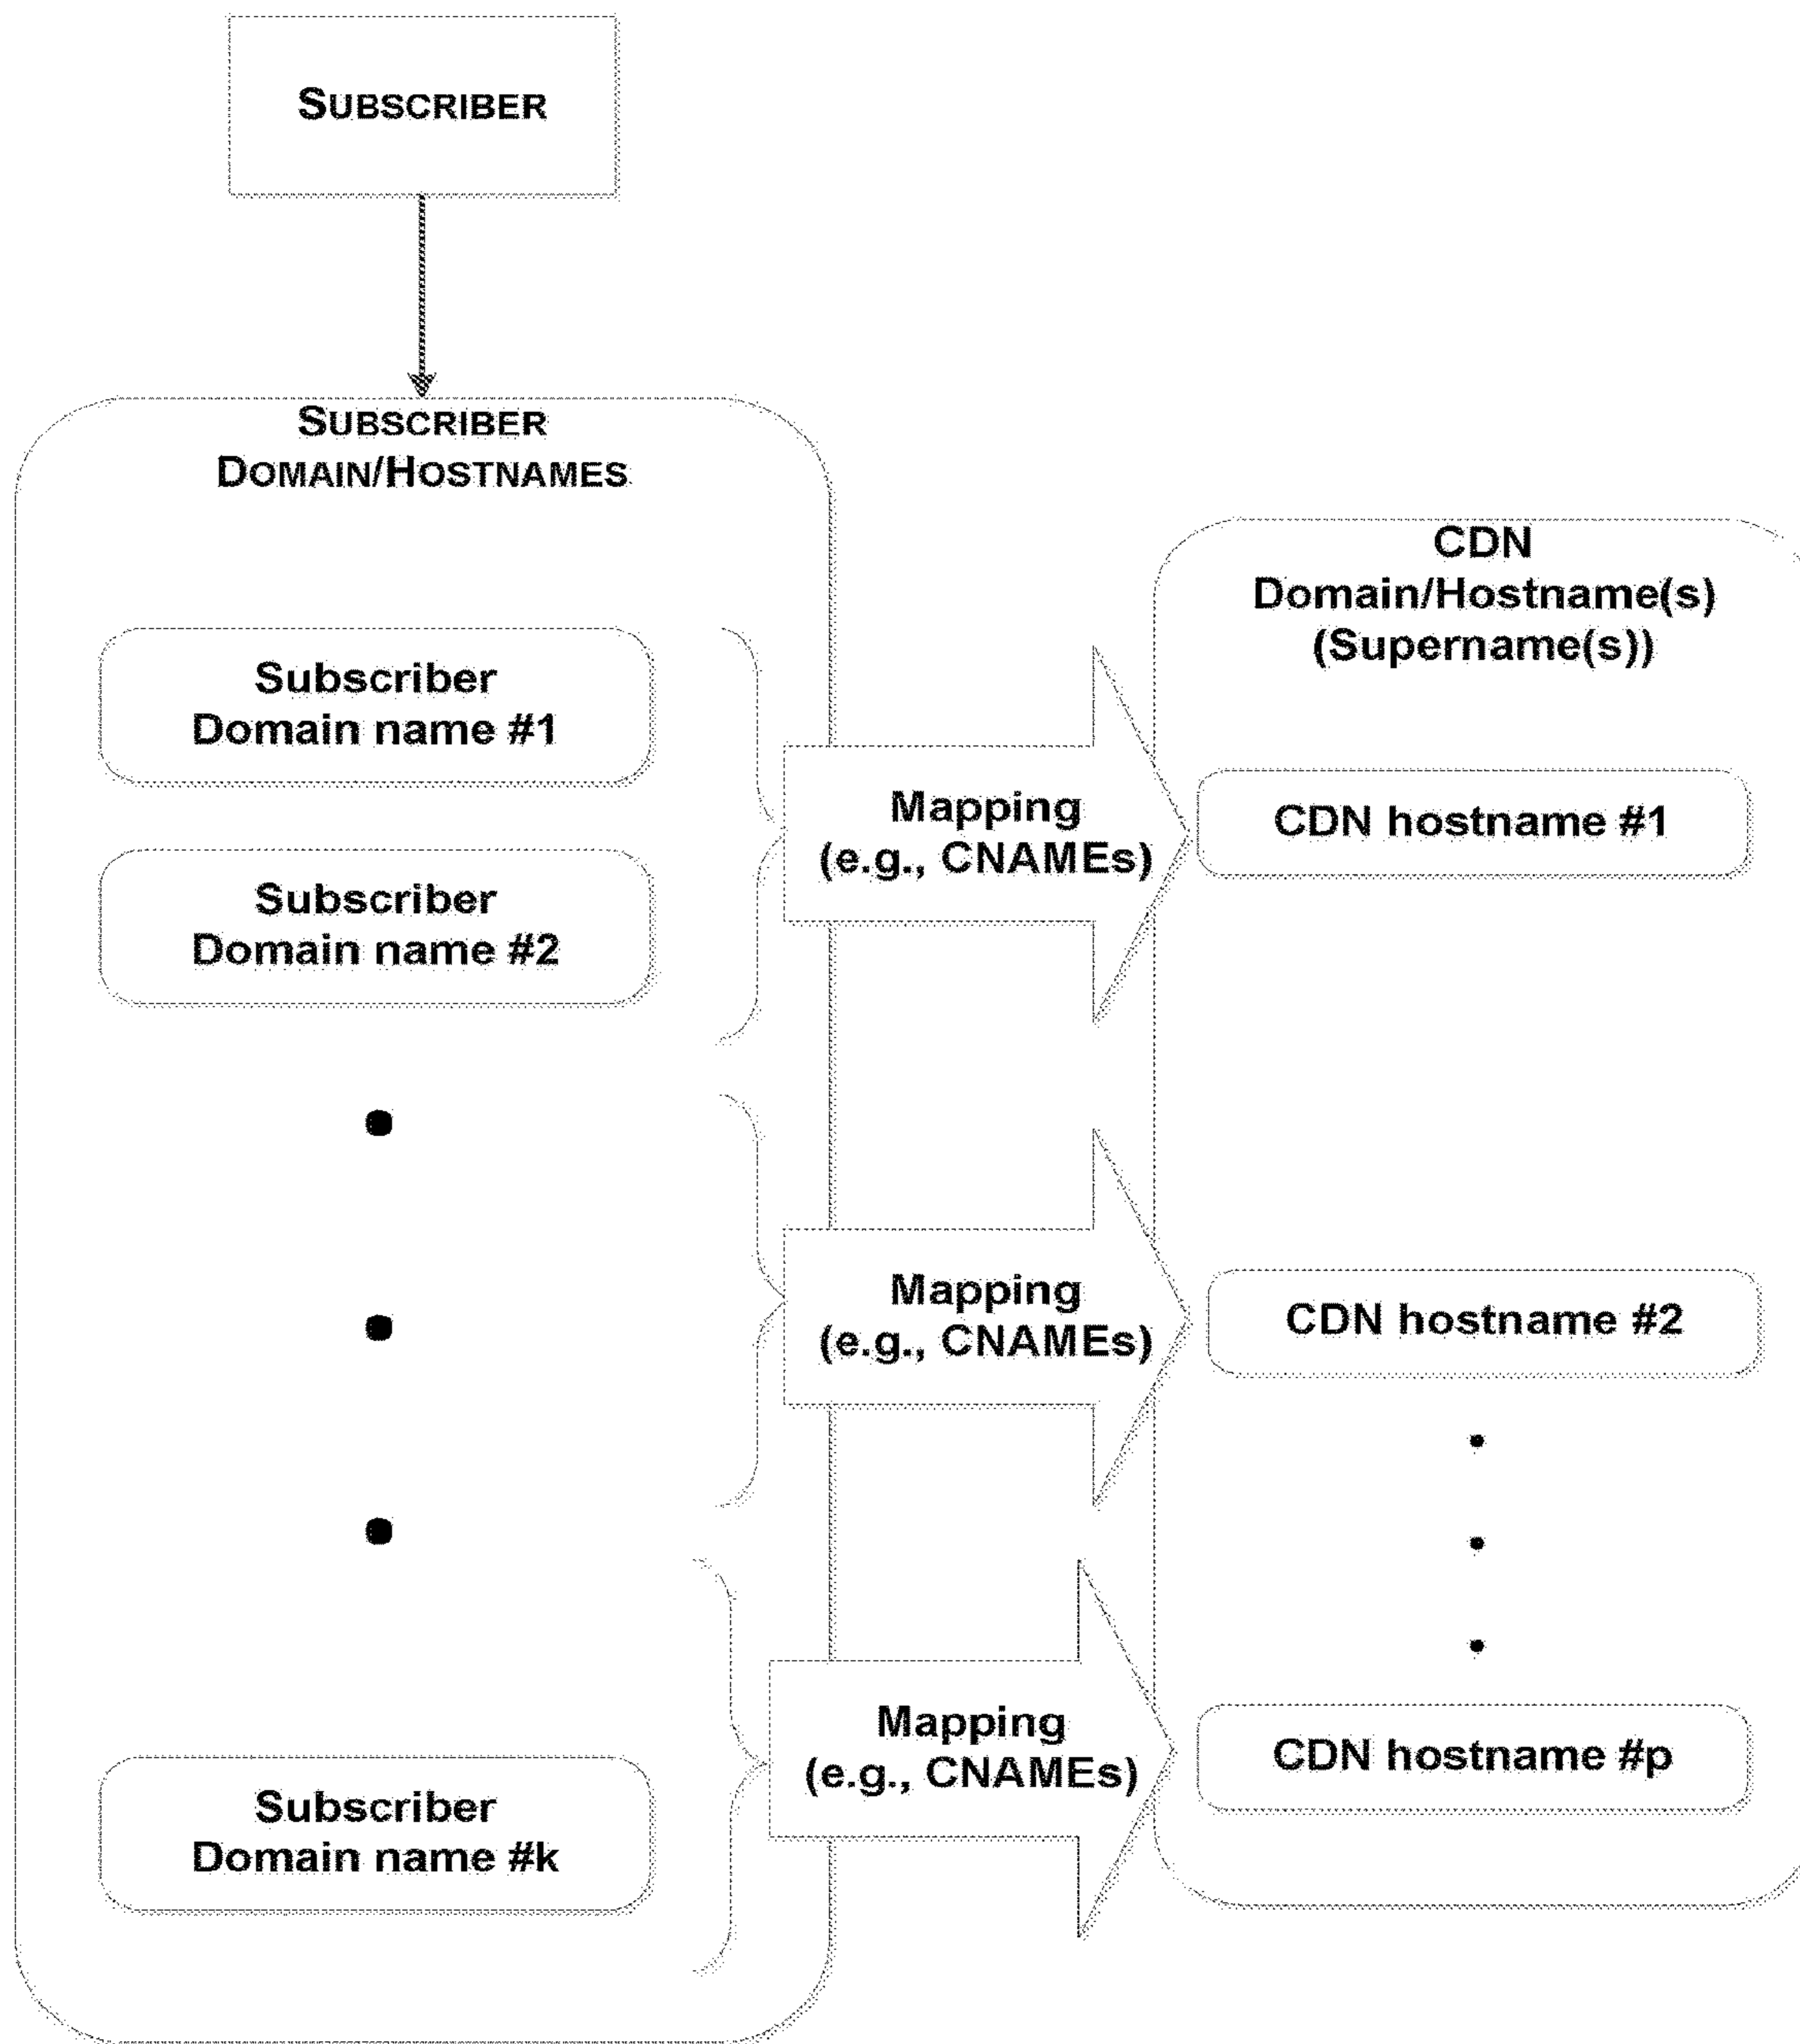 SUBSCRIBER
SUBSCRIBER
DOMAIN/HOSTNAMES
Subscriber
Domain name #1
Subscriber
Domain name #2
Subscriber
Domain name #k
Mapping
(e.g., CNAMEs)
Mapping
(e.g., CNAMEs)
Mapping
(e.g., CNAMEs)
CDN
Domain/Hostname(s)
(Supername(s))
CDN hostname #1
CDN hostname #2
CDN hostname #p